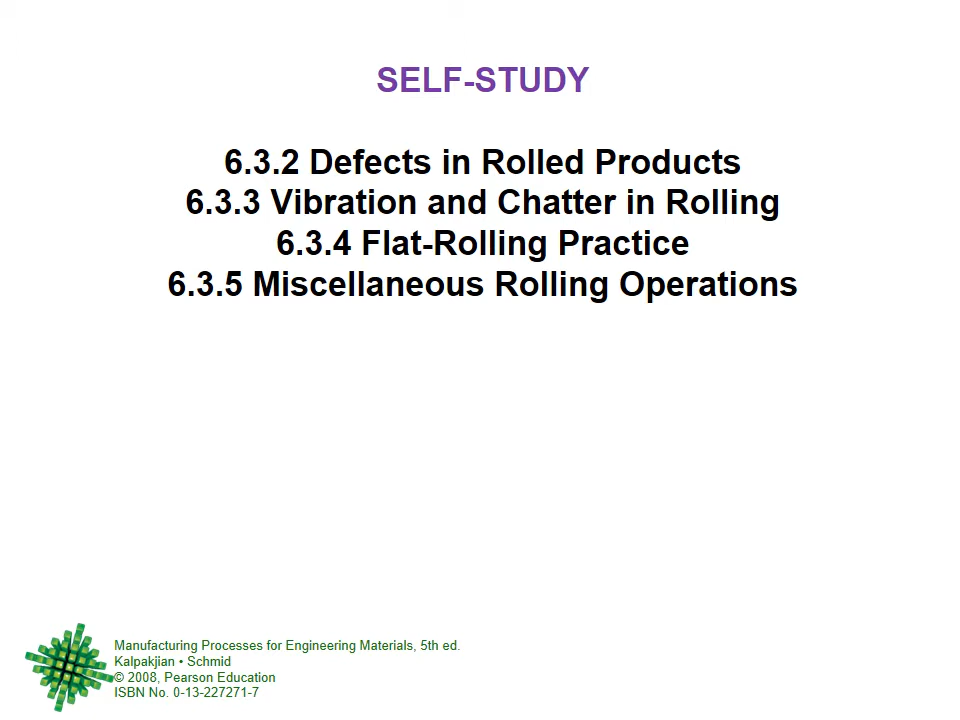 SELF-STUDY
6.3.2 Defects in Rolled Products
6.3.3 Vibration and Chatter in Rolling
6.3.4 Flat-Rolling Practice
6.3.5 Miscellaneous Rolling Operations
Manufacturing Processes for Engineering Materials, 5th ed.
Kalpakjian • Schmid
© 2008, Pearson Education
ISBN No. 0-13-227271-7